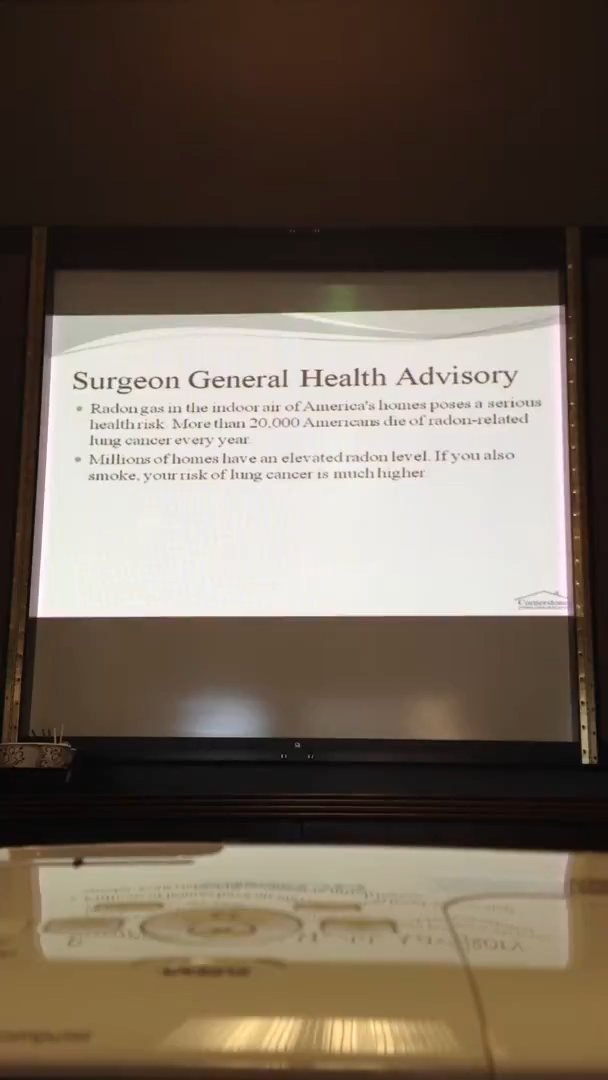 Surgeon General Health Advisory
• Radon gas in the indoor air of America's homes poses a serious
health risk. More than 20,000 Americans die of radon-related
lung cancer every year.
• Millions of homes have an elevated radon level. If you also
smoke, your risk of lung cancer is much higher.
Cornerstone
computer